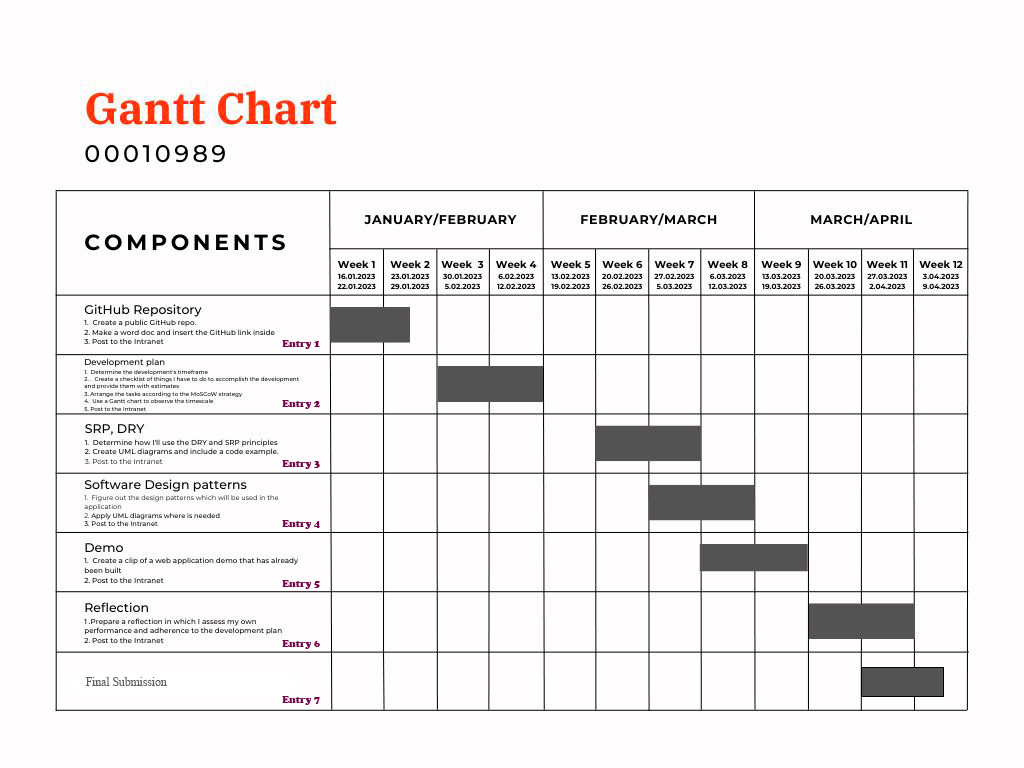 Gantt Chart
00010989
COMPONENTS
JANUARY/FEBRUARY
FEBRUARY/MARCH
MARCH/APRIL
Week 1
16.01.2023
22.01.2023
Week 2
23.01.2023
29.01.2023
Week 3
30.01.2023
5.02.2023
Week 4
6.02.2023
12.02.2023
Week 5
13.02.2023
19.02.2023
Week 6
20.02.2023
26.02.2023
Week 7
27.02.2023
5.03.2023
Week 8
6.03.2023
12.03.2023
Week 9
13.03.2023
19.03.2023
Week 10
20.03.2023
26.03.2023
Week 11
27.03.2023
2.04.2023
Week 12
3.04.2023
9.04.2023
GitHub Repository
1. Create a public GitHub repo.
2. Make a word doc and insert the GitHub link inside
3. Post to the Intranet
Entry 1
Development plan
1. Determine the development's timeframe
2. . Create a checklist of things I have to do to accomplish the development
and provide them with estimates
3. Arrange the tasks according to the MoSCoW strategy
4. Use a Gantt chart to observe the timescale
5. Post to the Intranet
Entry 2
SRP, DRY
1. Determine how I'll use the DRY and SRP principles
2. Create UML diagrams and include a code example.
3. Post to the Intranet
Entry 3
Software Design patterns
1. Figure out the design patterns which will be used in the
application
2. Apply UML diagrams where is needed
3. Post to the Intranet
Entry 4
Demo
1. Create a clip of a web application demo that has already
been built
2. Post to the Intranet
Entry 5
Reflection
1 .Prepare a reflection in which I assess my own
performance and adherence to the development plan
2. Post to the Intranet
Entry 6
Final Submission
Entry 7